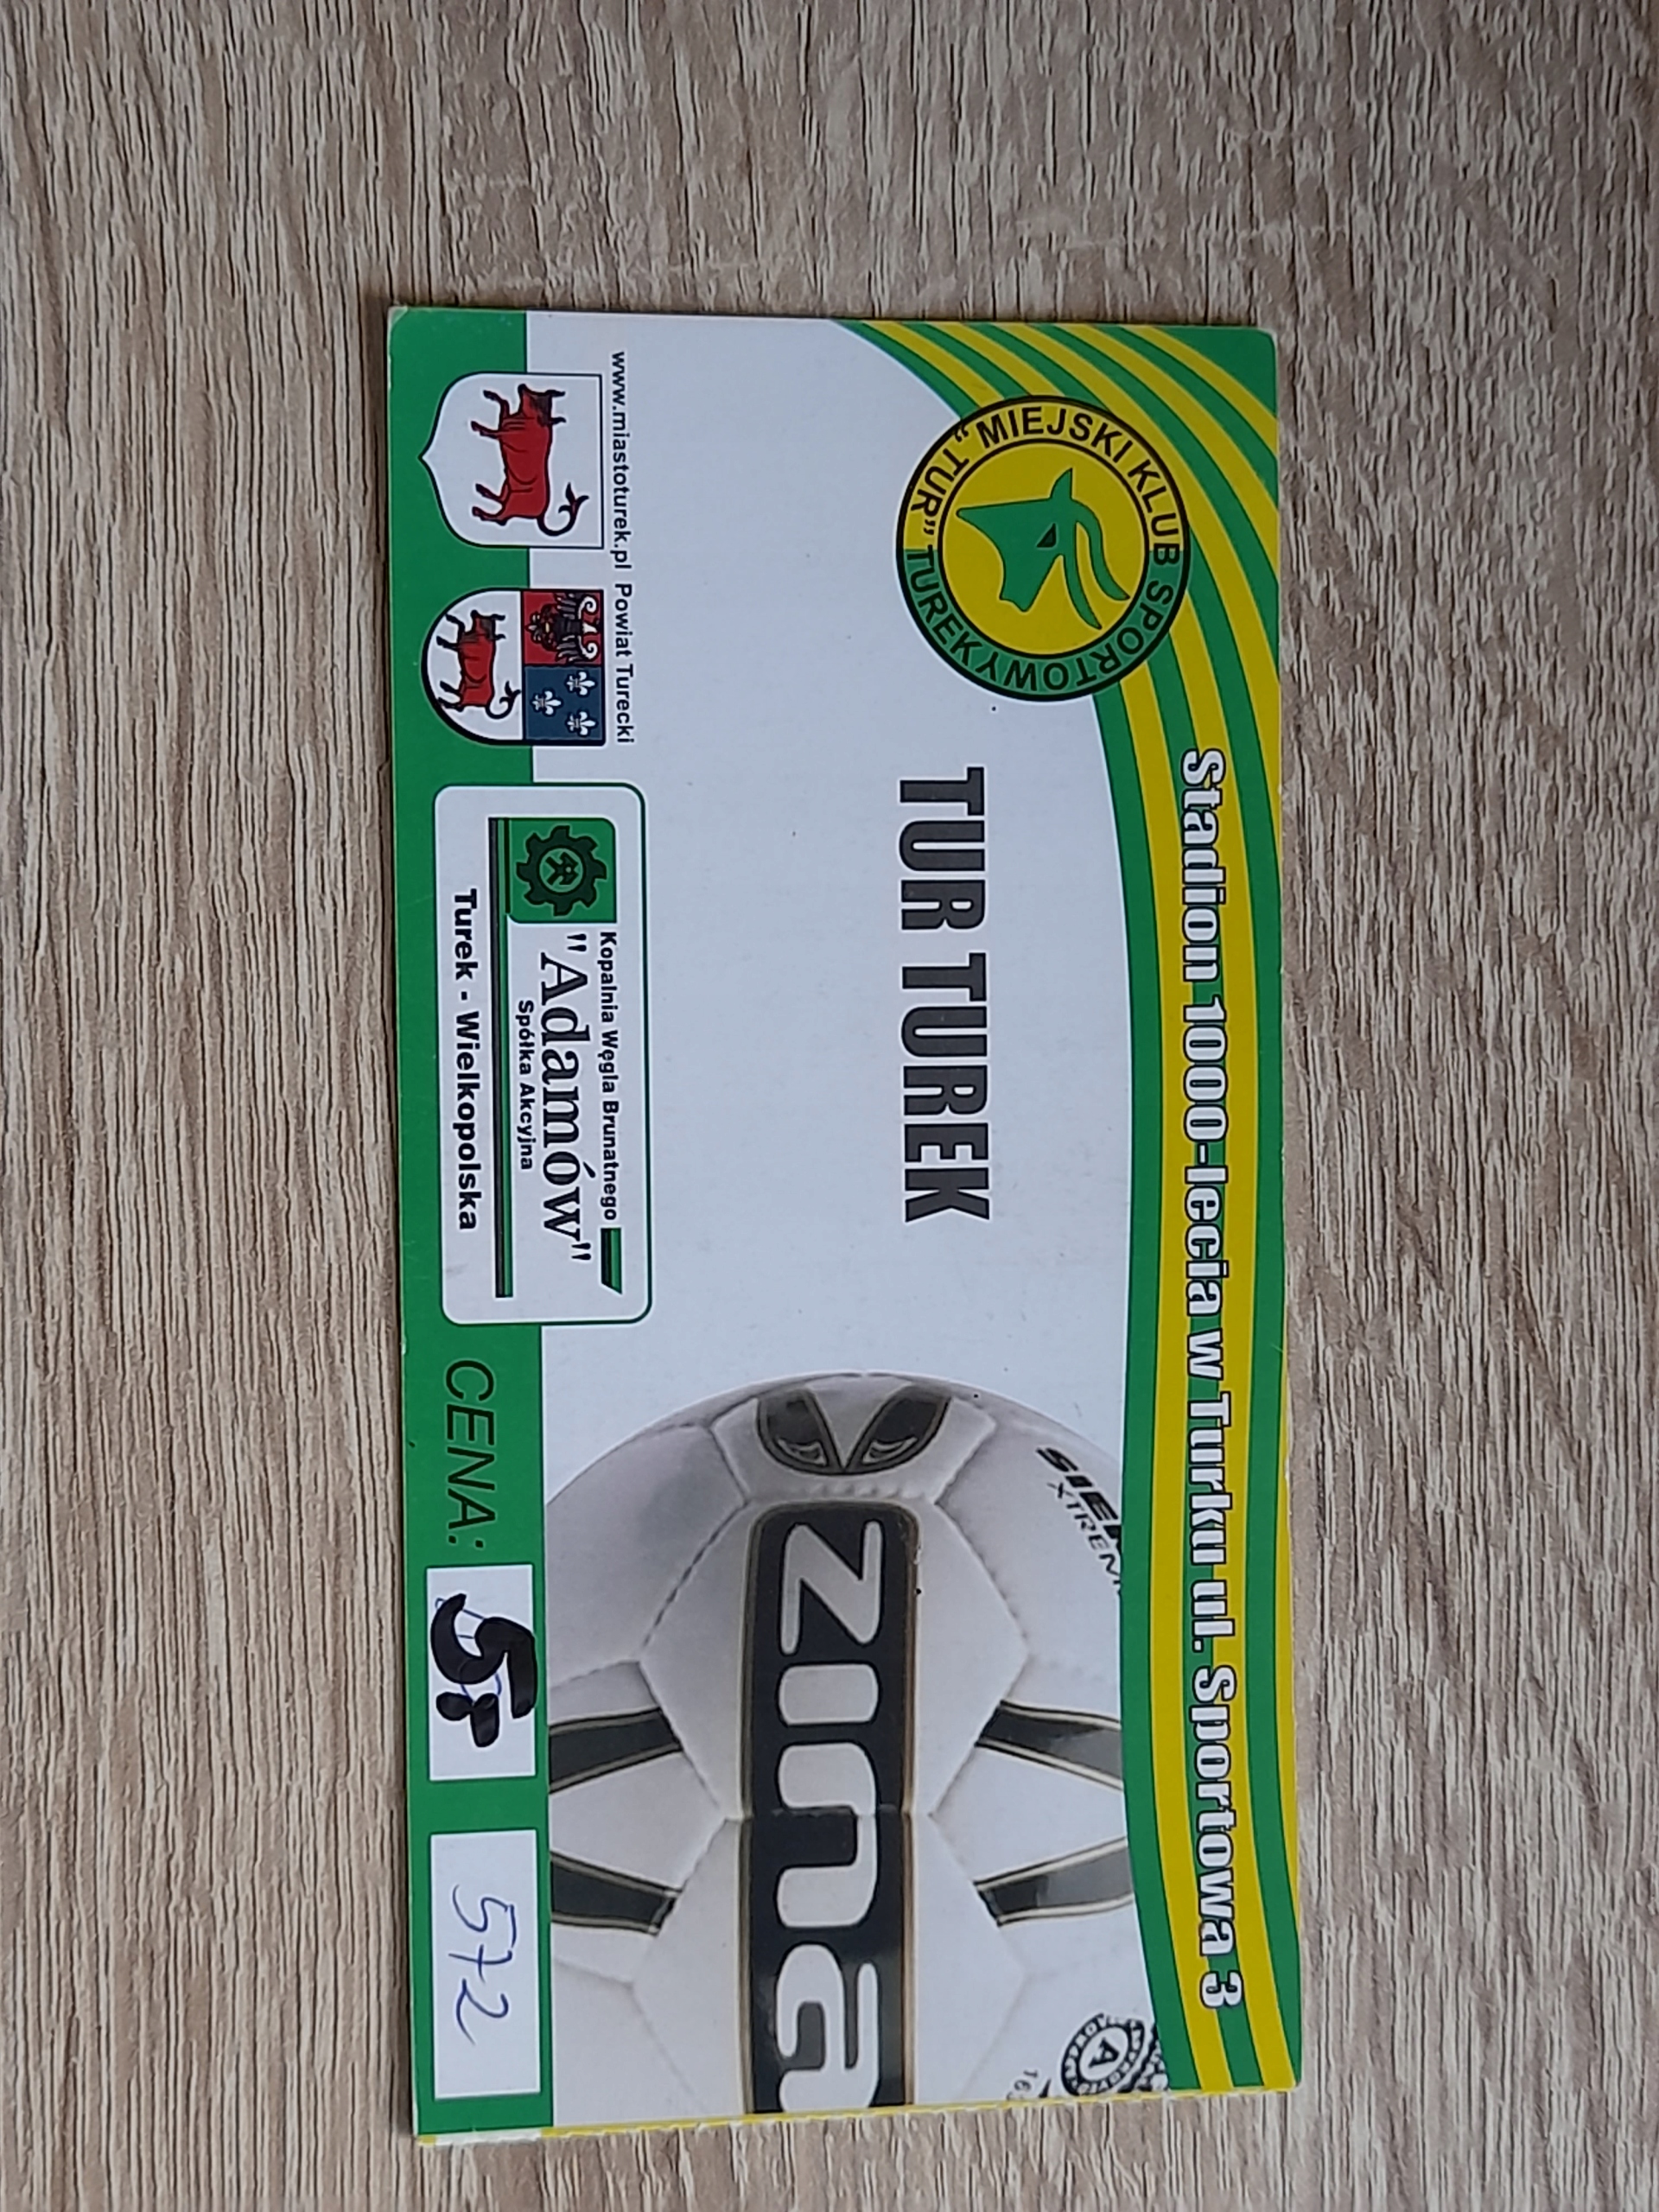 Stadion 1000-lecia w Turku ul. Sportowa 3
MIEJSKI KLUB SPORTOWY
"TUR" TUREK
TUR TUREK
zina
www.miastoturek.pl Powiat Turecki
Kopalnia Węgla Brunatnego
"Adamów"
Spółka Akcyjna
Turek - Wielkopolska
CENA:
5,-
572